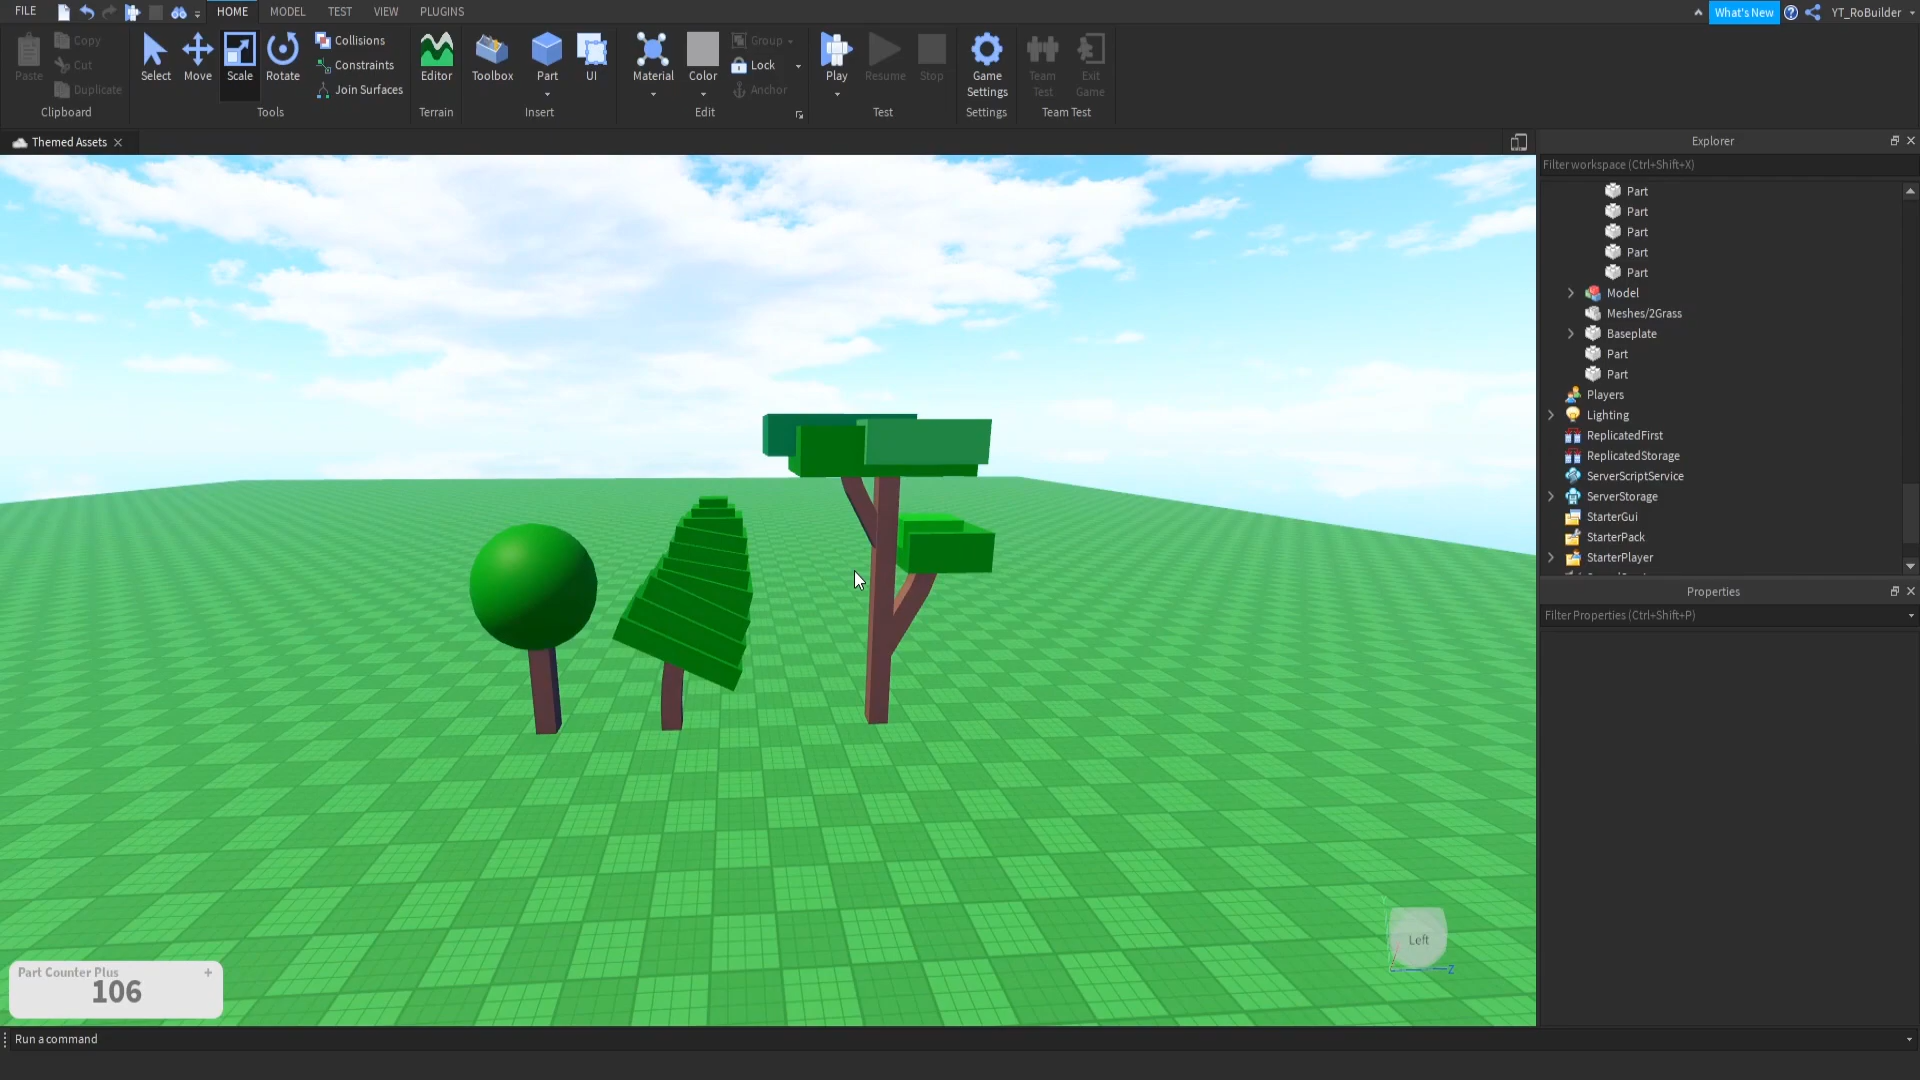 FILE
HOME
MODEL
TEST
VIEW
PLUGINS
What's New
YT_RoBuilder
Paste
Copy
Cut
Duplicate
Clipboard
Select
Move
Scale
Rotate
Collisions
Constraints
Join Surfaces
Tools
Editor
Terrain
Toolbox
Part
UI
Insert
Material
Color
Group
Lock
Anchor
Edit
Play
Resume
Stop
Test
Game
Settings
Settings
Team
Test
Exit
Game
Team Test
Themed Assets
Explorer
Filter workspace (Ctrl+Shift+X)
Part
Part
Part
Part
Part
Model
Meshes/2Grass
Baseplate
Part
Part
Players
Lighting
ReplicatedFirst
ReplicatedStorage
ServerScriptService
ServerStorage
StarterGui
StarterPack
StarterPlayer
Properties
Filter Properties (Ctrl+Shift+P)
Left
Z
Part Counter Plus
+
106
Run a command